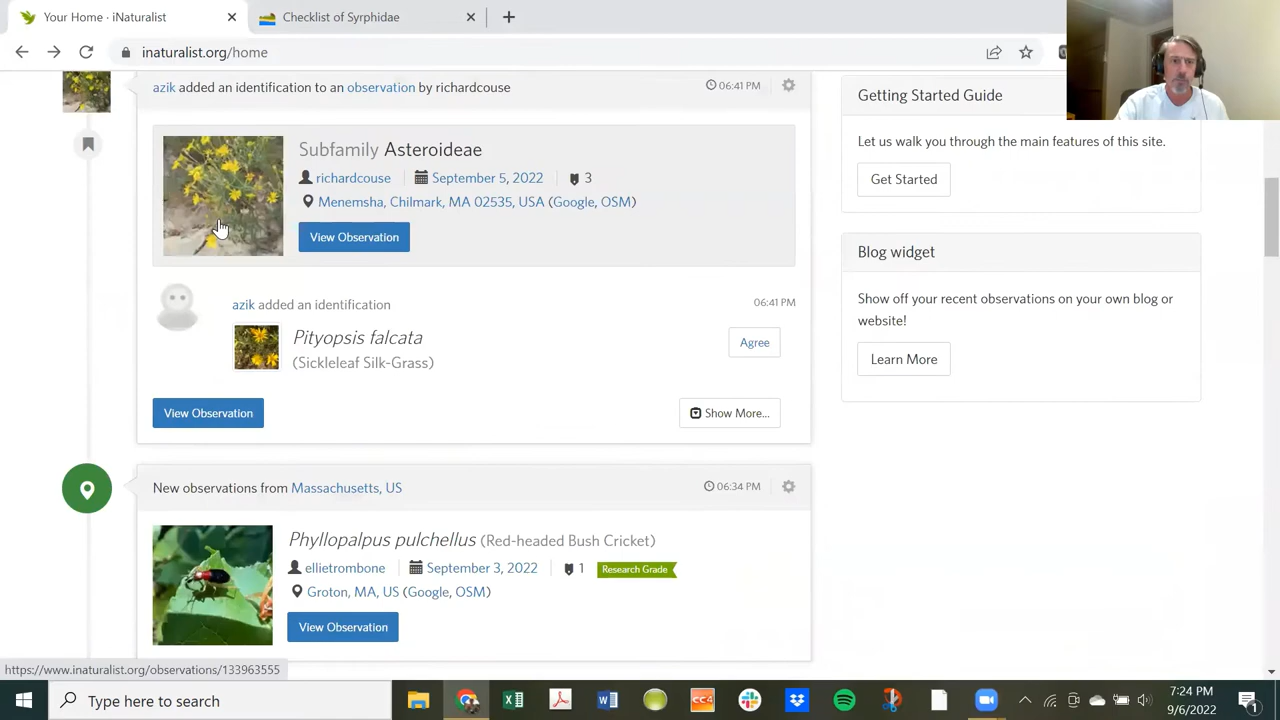 Your Home · iNaturalist
Checklist of Syrphidae
inaturalist.org/home
azik added an identification to an observation by richardcouse
06:41 PM
Subfamily Asteroideae
richardcouse September 5, 2022 3
Menemsha, Chilmark, MA 02535, USA (Google, OSM)
View Observation
azik added an identification
06:41 PM
Pityopsis falcata
(Sickleleaf Silk-Grass)
Agree
View Observation
Show More...
New observations from Massachusetts, US
06:34 PM
Phyllopalpus pulchellus (Red-headed Bush Cricket)
ellietrombone September 3, 2022 1 Research Grade
Groton, MA, US (Google, OSM)
View Observation
Getting Started Guide
Let us walk you through the main features of this site.
Get Started
Blog widget
Show off your recent observations on your own blog or
website!
Learn More
https://www.inaturalist.org/observations/133963555
Type here to search
CC4
7:24 PM
9/6/2022
1